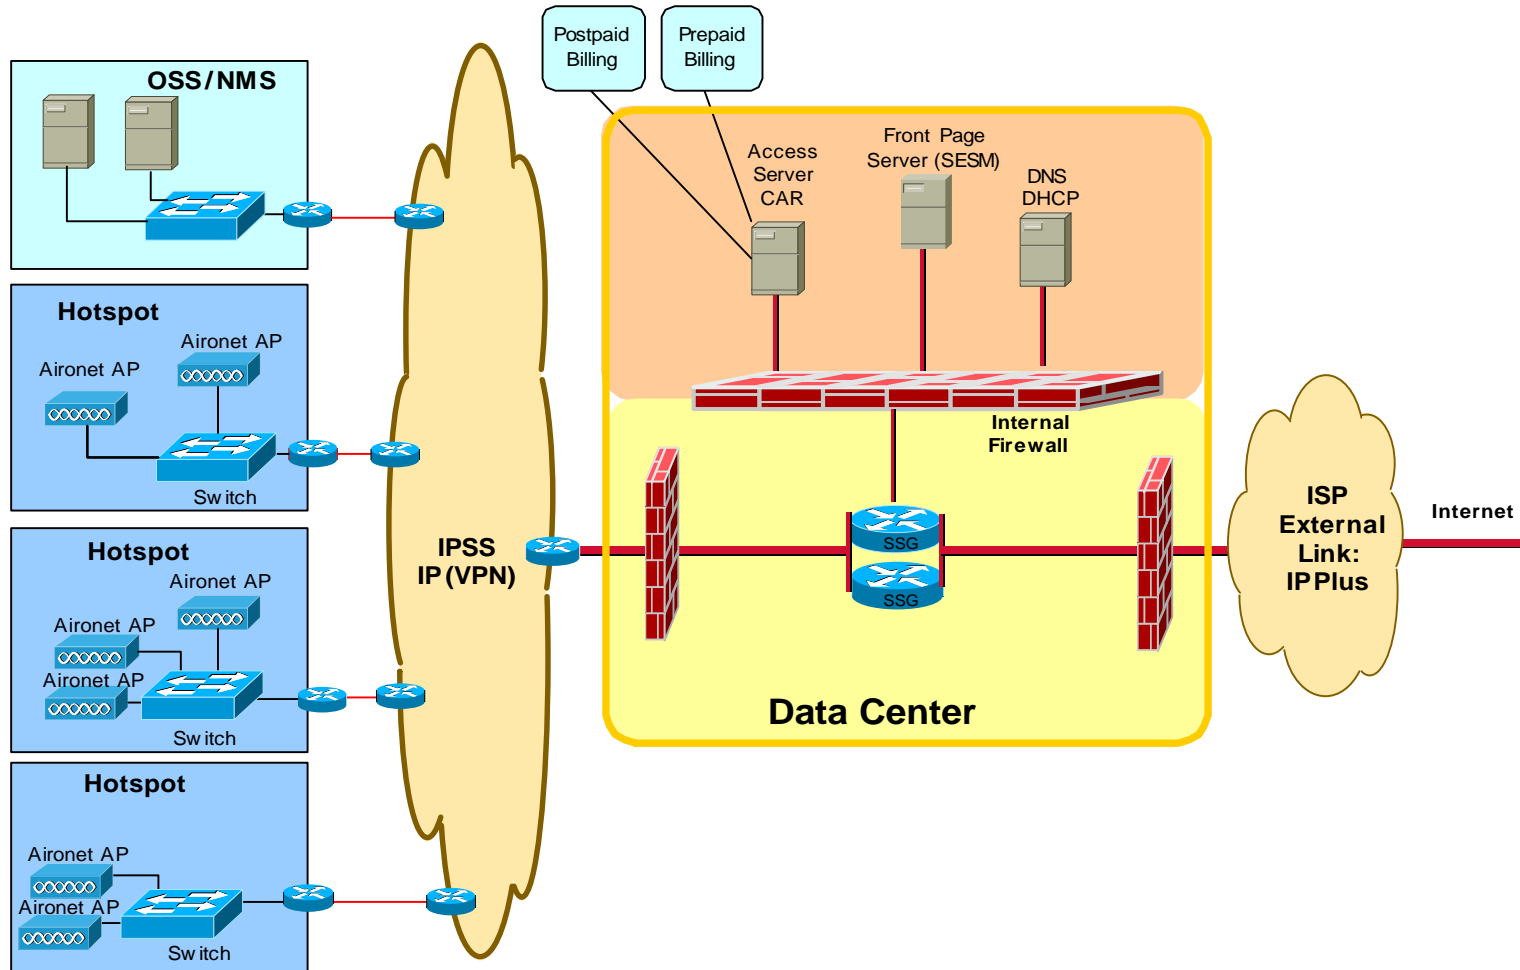 Postpaid
Billing
Prepaid
Billing
OSS/NMS
Access
Server
CAR
Front Page
Server (SESM)
DNS
DHCP
Hotspot
Aironet AP
Aironet AP
Switch
Internal
Firewall
IPSS
IP (VPN)
SSG
SSG
ISP
External
Link:
IPPlus
Internet
Hotspot
Aironet AP
Aironet AP
Aironet AP
Switch
Data Center
Hotspot
Aironet AP
Aironet AP
Switch